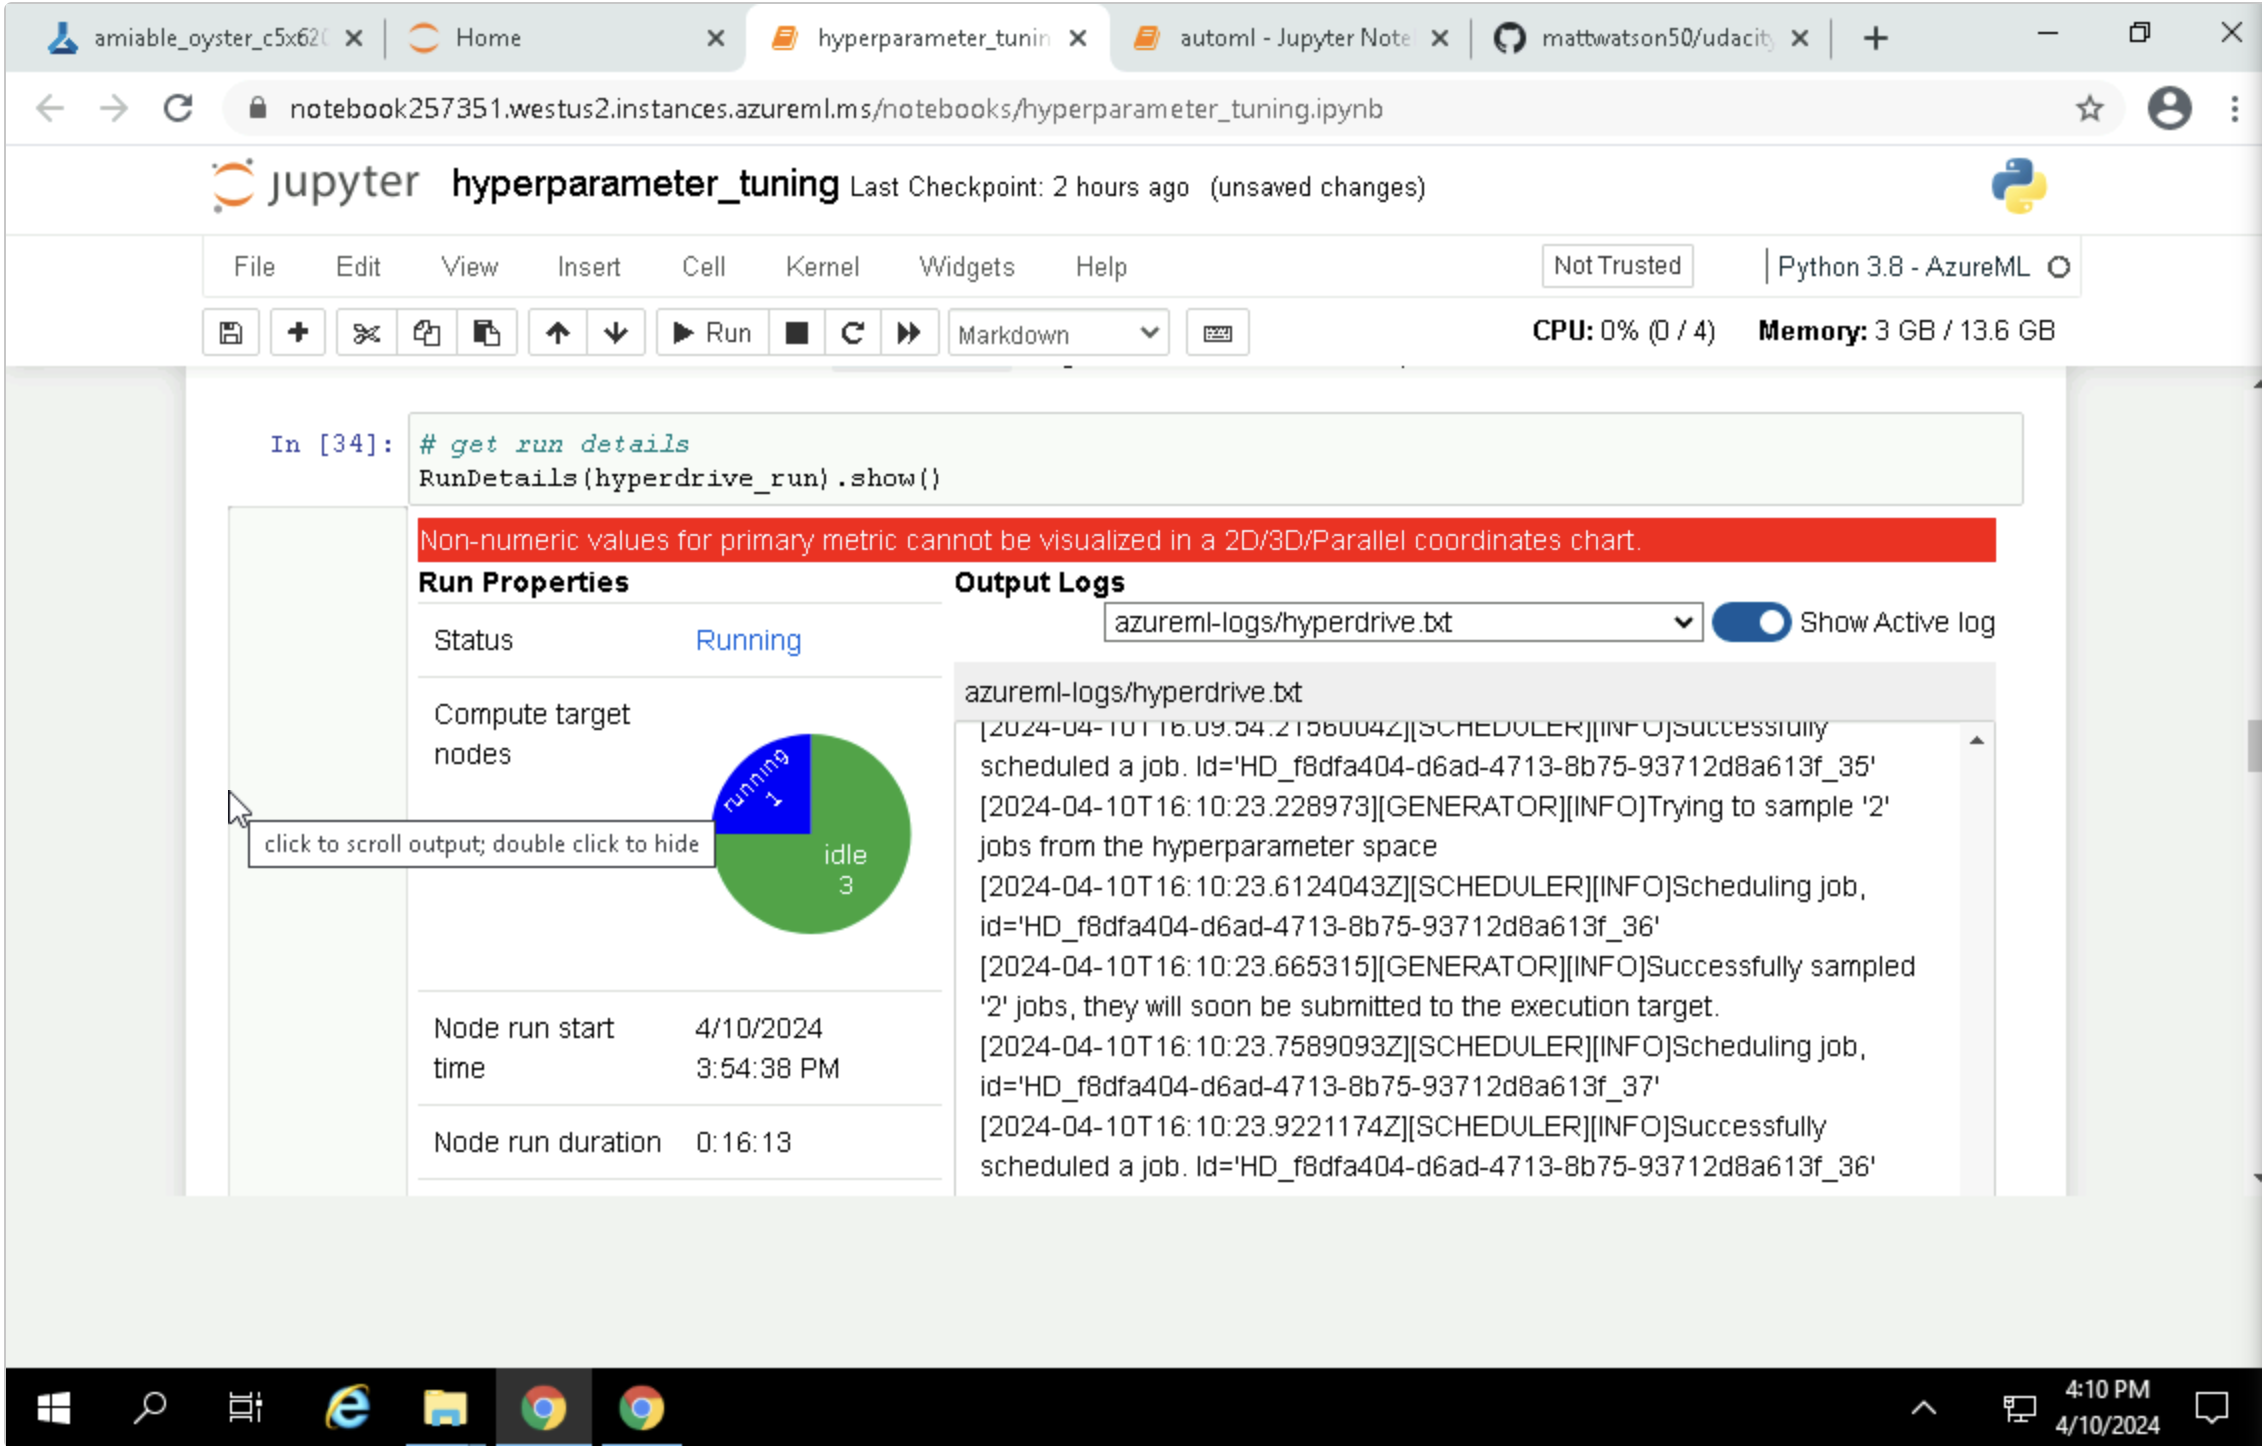 amiable_oyster_c5x620
Home
hyperparameter_tunin
automl - Jupyter Note
mattwatson50/udacity
notebook257351.westus2.instances.azureml.ms/notebooks/hyperparameter_tuning.ipynb
jupyter hyperparameter_tuning Last Checkpoint: 2 hours ago (unsaved changes)
File Edit View Insert Cell Kernel Widgets Help
Not Trusted
Python 3.8 - AzureML
Run
Markdown
CPU: 0% (0 / 4) Memory: 3 GB / 13.6 GB
In [34]: # get run details
RunDetails(hyperdrive_run).show()
Non-numeric values for primary metric cannot be visualized in a 2D/3D/Parallel coordinates chart.
Run Properties
Status Running
Compute target
nodes
running
1
idle
3
click to scroll output; double click to hide
Node run start
time
4/10/2024
3:54:38 PM
Node run duration 0:16:13
Output Logs
azureml-logs/hyperdrive.txt
Show Active log
azureml-logs/hyperdrive.txt
[2024-04-10T16:09:54.2156004Z][SCHEDULER][INFO]Successfully
scheduled a job. Id='HD_f8dfa404-d6ad-4713-8b75-93712d8a613f_35'
[2024-04-10T16:10:23.228973][GENERATOR][INFO]Trying to sample '2'
jobs from the hyperparameter space
[2024-04-10T16:10:23.6124043Z][SCHEDULER][INFO]Scheduling job,
id='HD_f8dfa404-d6ad-4713-8b75-93712d8a613f_36'
[2024-04-10T16:10:23.665315][GENERATOR][INFO]Successfully sampled
'2' jobs, they will soon be submitted to the execution target.
[2024-04-10T16:10:23.7589093Z][SCHEDULER][INFO]Scheduling job,
id='HD_f8dfa404-d6ad-4713-8b75-93712d8a613f_37'
[2024-04-10T16:10:23.9221174Z][SCHEDULER][INFO]Successfully
scheduled a job. Id='HD_f8dfa404-d6ad-4713-8b75-93712d8a613f_36'
4:10 PM
4/10/2024